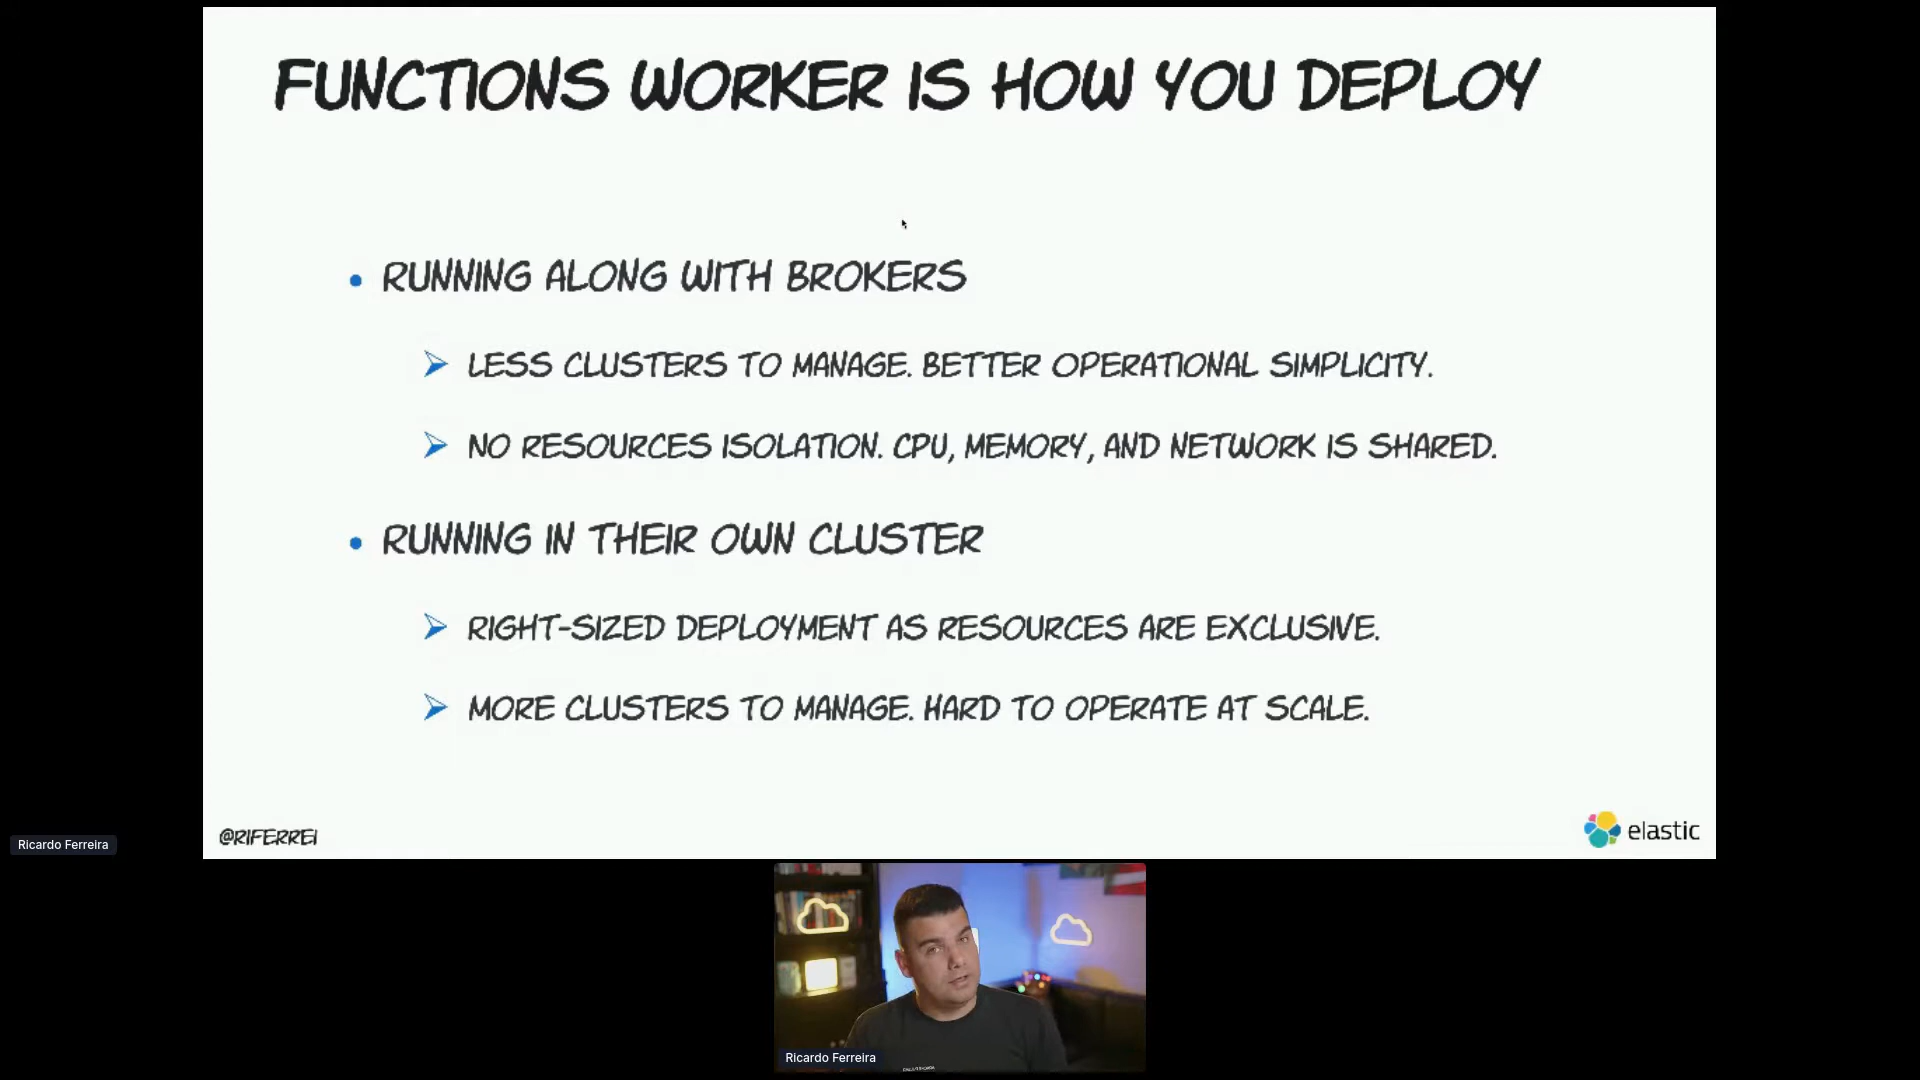 FUNCTIONS WORKER IS HOW YOU DEPLOY
RUNNING ALONG WITH BROKERS
LESS CLUSTERS TO MANAGE. BETTER OPERATIONAL SIMPLICITY.
NO RESOURCES ISOLATION. CPU, MEMORY, AND NETWORK IS SHARED.
RUNNING IN THEIR OWN CLUSTER
RIGHT-SIZED DEPLOYMENT AS RESOURCES ARE EXCLUSIVE.
MORE CLUSTERS TO MANAGE. HARD TO OPERATE AT SCALE.
@RIFERREI
elastic
Ricardo Ferreira
Ricardo Ferreira